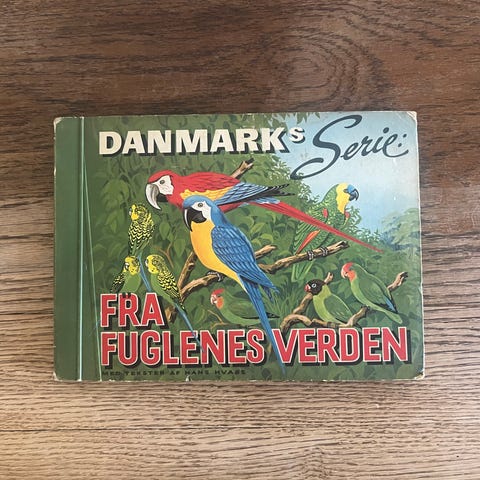 DANMARKs Serie:
FRA
FUGLENES VERDEN
MED TEKSTER AF HANS HVASS